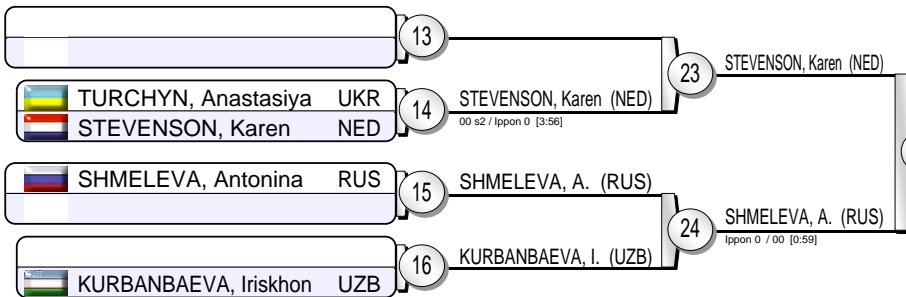 13
TURCHYN, Anastasiya UKR
STEVENSON, Karen NED
14
STEVENSON, Karen (NED)
00 s2 / Ippon 0 [3:56]
23
STEVENSON, Karen (NED)
SHMELEVA, Antonina RUS
15
SHMELEVA, A. (RUS)
KURBANBAEVA, Iriskhon UZB
16
KURBANBAEVA, I. (UZB)
24
SHMELEVA, A. (RUS)
Ippon 0 / 00 [0:59]